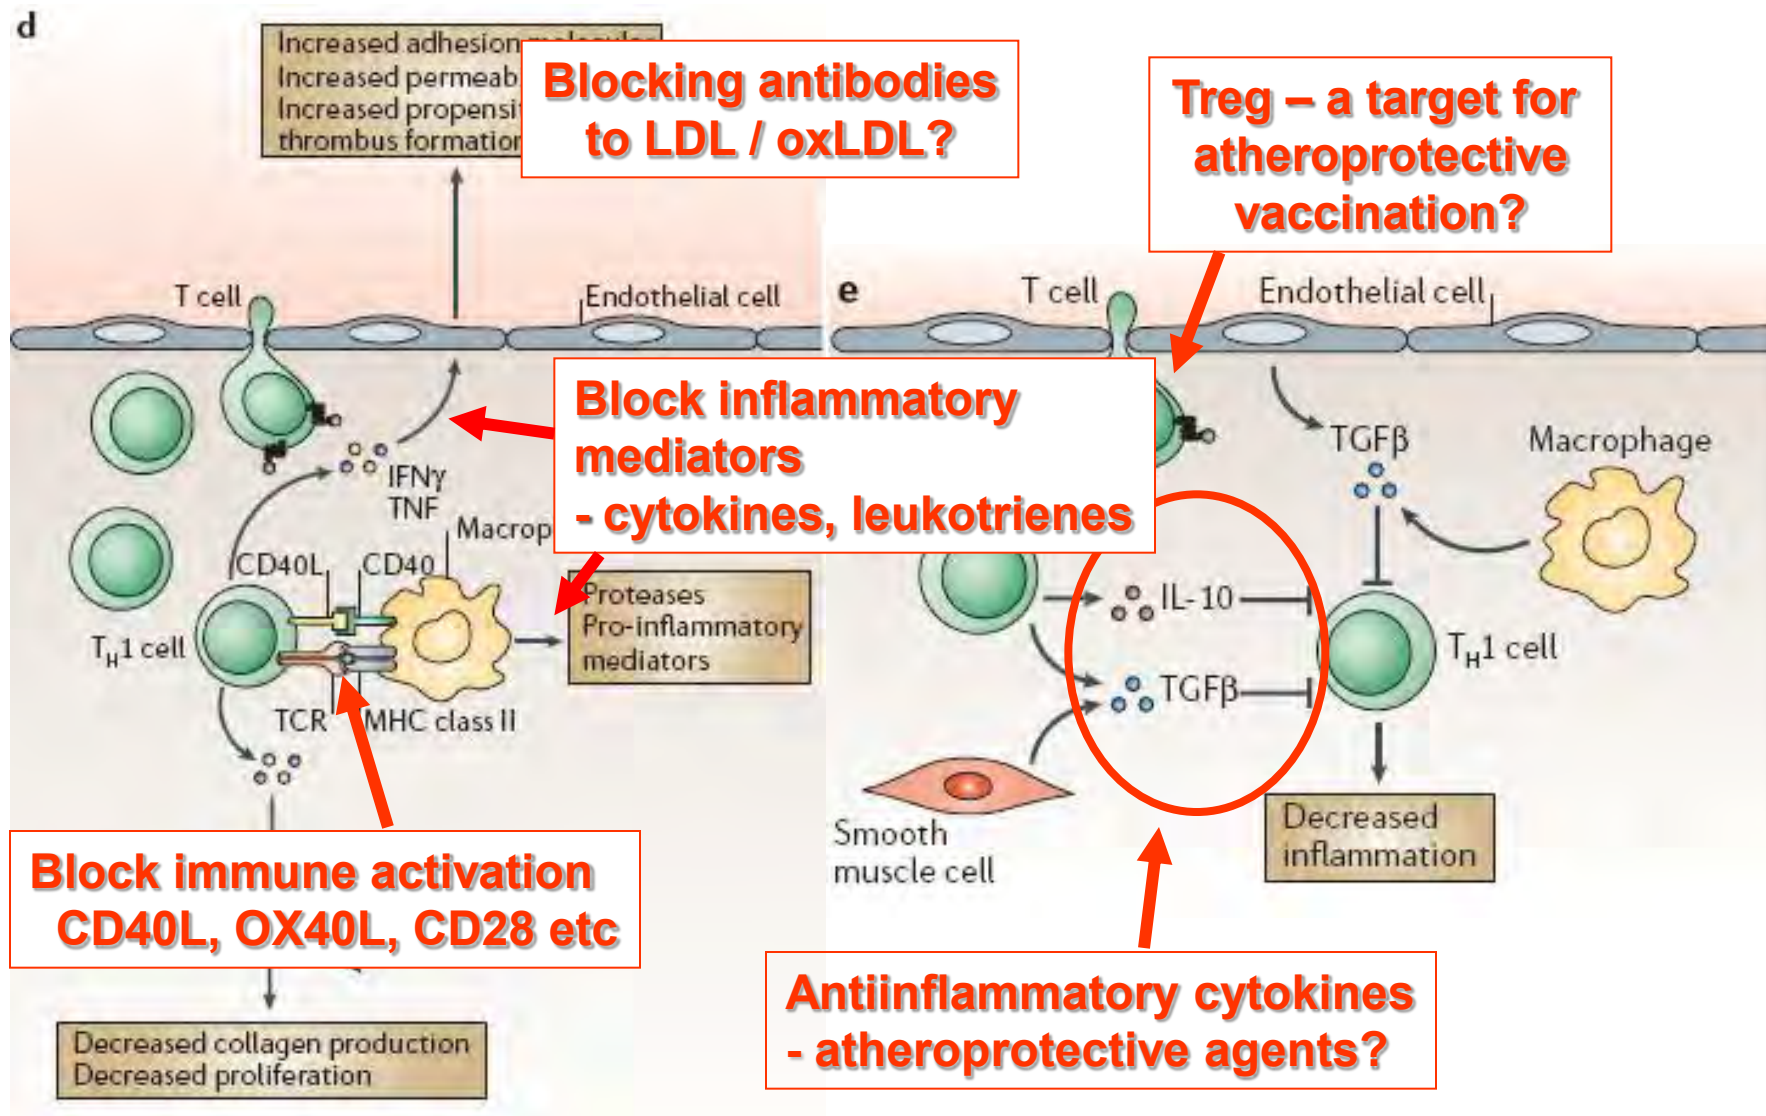 d
Increased adhesion molecular
Increased permeab
Increased propensit
thrombus formation
Blocking antibodies
to LDL / oxLDL?
Treg – a target for
atheroprotective
vaccination?
T cell
Endothelial cell
e
T cell
Endothelial cell
Block inflammatory
mediators
- cytokines, leukotrienes
IFNγ
TNF
Macrop
CD40L
CD40
TH1 cell
TCR
MHC class II
Proteases
Pro-inflammatory
mediators
TGFβ
Macrophage
IL-10
TGFβ
TH1 cell
Smooth
muscle cell
Decreased
inflammation
Block immune activation
CD40L, OX40L, CD28 etc
Antiinflammatory cytokines
- atheroprotective agents?
Decreased collagen production
Decreased proliferation